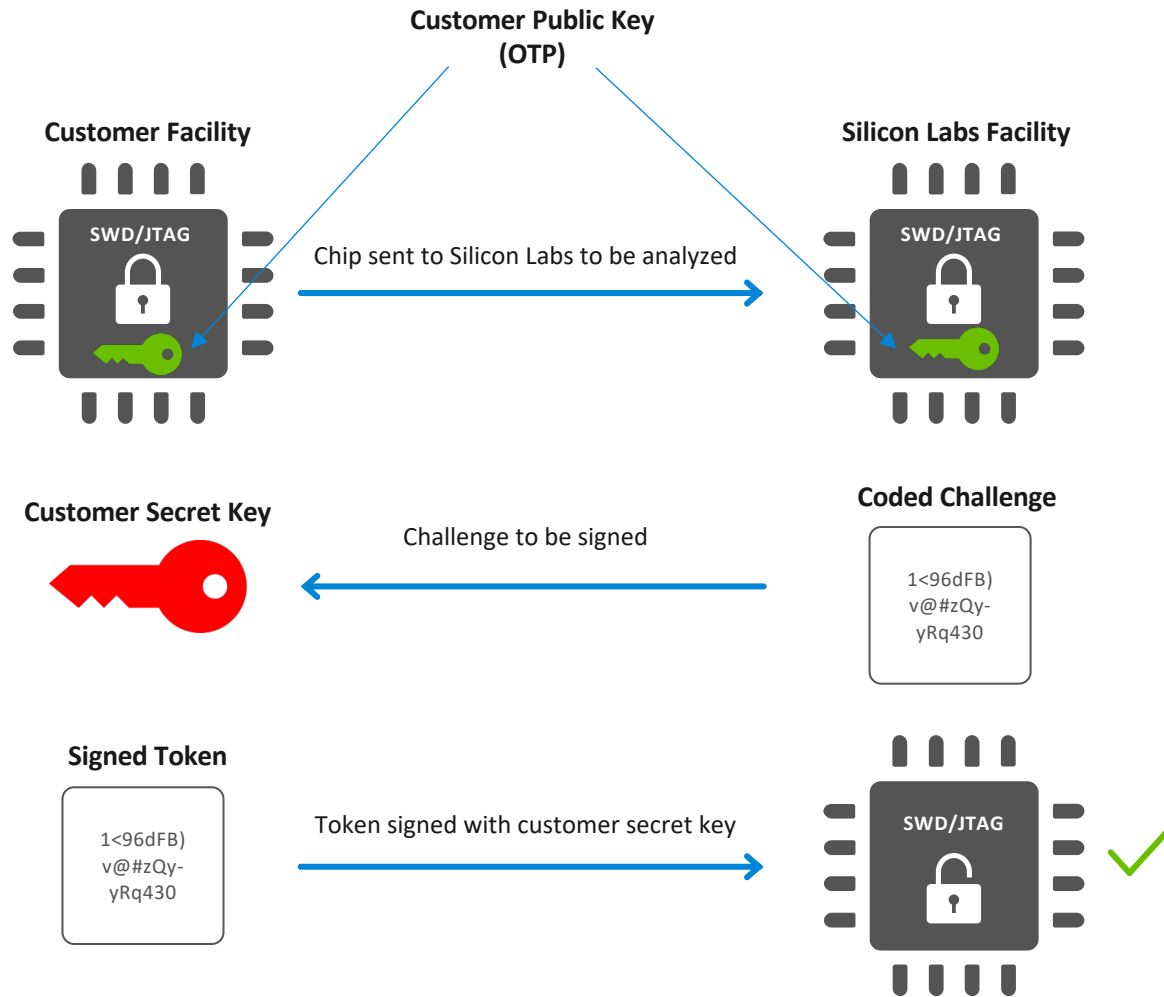 Customer Public Key
(OTP)
Customer Facility
Silicon Labs Facility
SWD/JTAG
Chip sent to Silicon Labs to be analyzed
SWD/JTAG
Customer Secret Key
Challenge to be signed
Coded Challenge
1<96dFB)
v@#zQy-
yRq430
Signed Token
1<96dFB)
v@#zQy-
yRq430
Token signed with customer secret key
SWD/JTAG